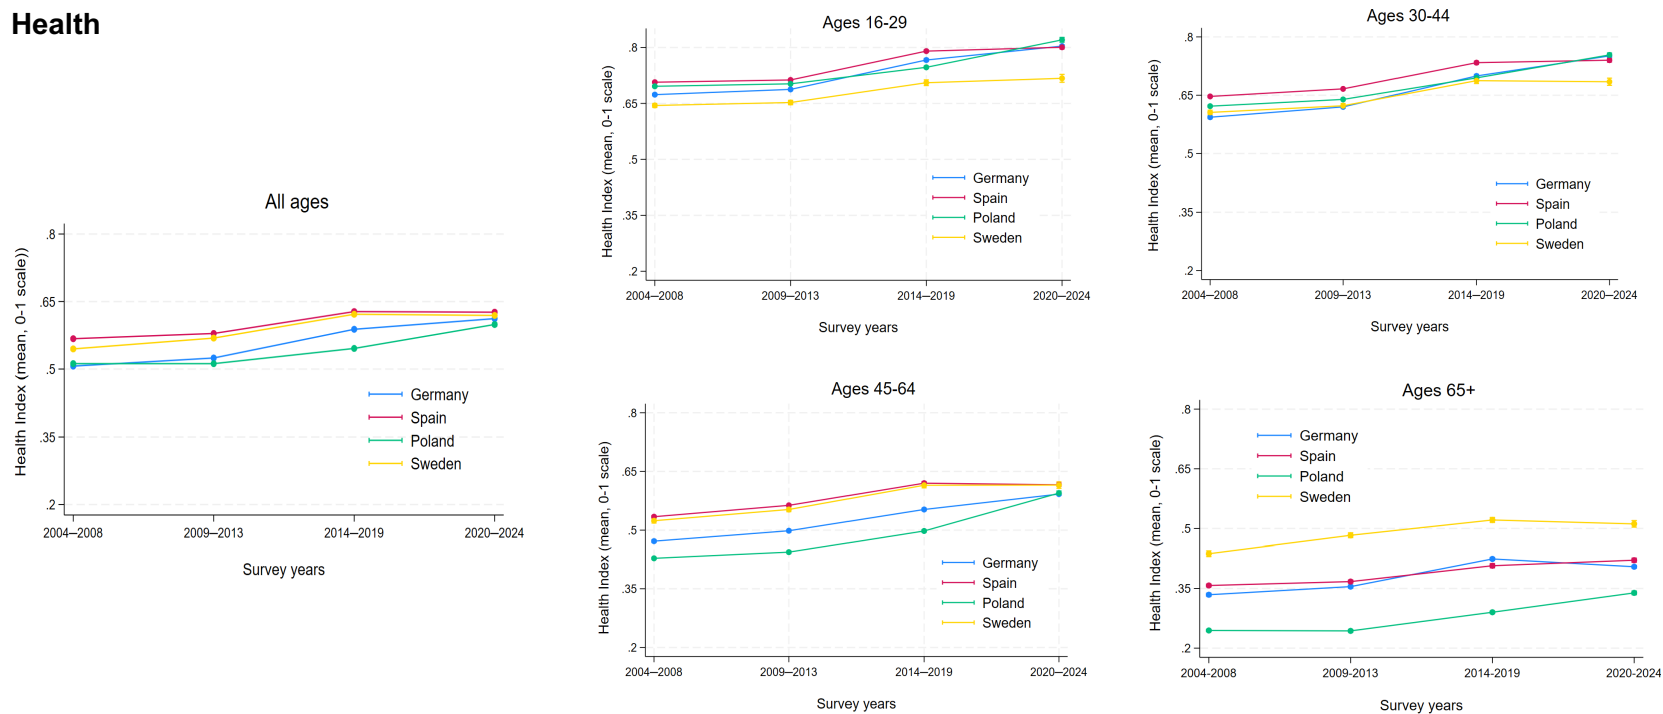 Health
All ages
Health Index (mean, 0-1 scale))
.8
.65
.5
.35
.2
Germany
Spain
Poland
Sweden
2004–2008
2009–2013
2014–2019
2020–2024
Survey years
Ages 16-29
Health Index (mean, 0-1 scale)
.8
.65
.5
.35
.2
Germany
Spain
Poland
Sweden
2004–2008
2009–2013
2014–2019
2020–2024
Survey years
Ages 30-44
Health Index (mean, 0-1 scale)
.8
.65
.5
.35
.2
Germany
Spain
Poland
Sweden
2004–2008
2009–2013
2014–2019
2020–2024
Survey years
Ages 45-64
Health Index (mean, 0-1 scale)
.8
.65
.5
.35
.2
Germany
Spain
Poland
Sweden
2004–2008
2009–2013
2014–2019
2020–2024
Survey years
Ages 65+
Health Index (mean, 0-1 scale)
.8
.65
.5
.35
.2
Germany
Spain
Poland
Sweden
2004-2008
2009-2013
2014-2019
2020-2024
Survey years